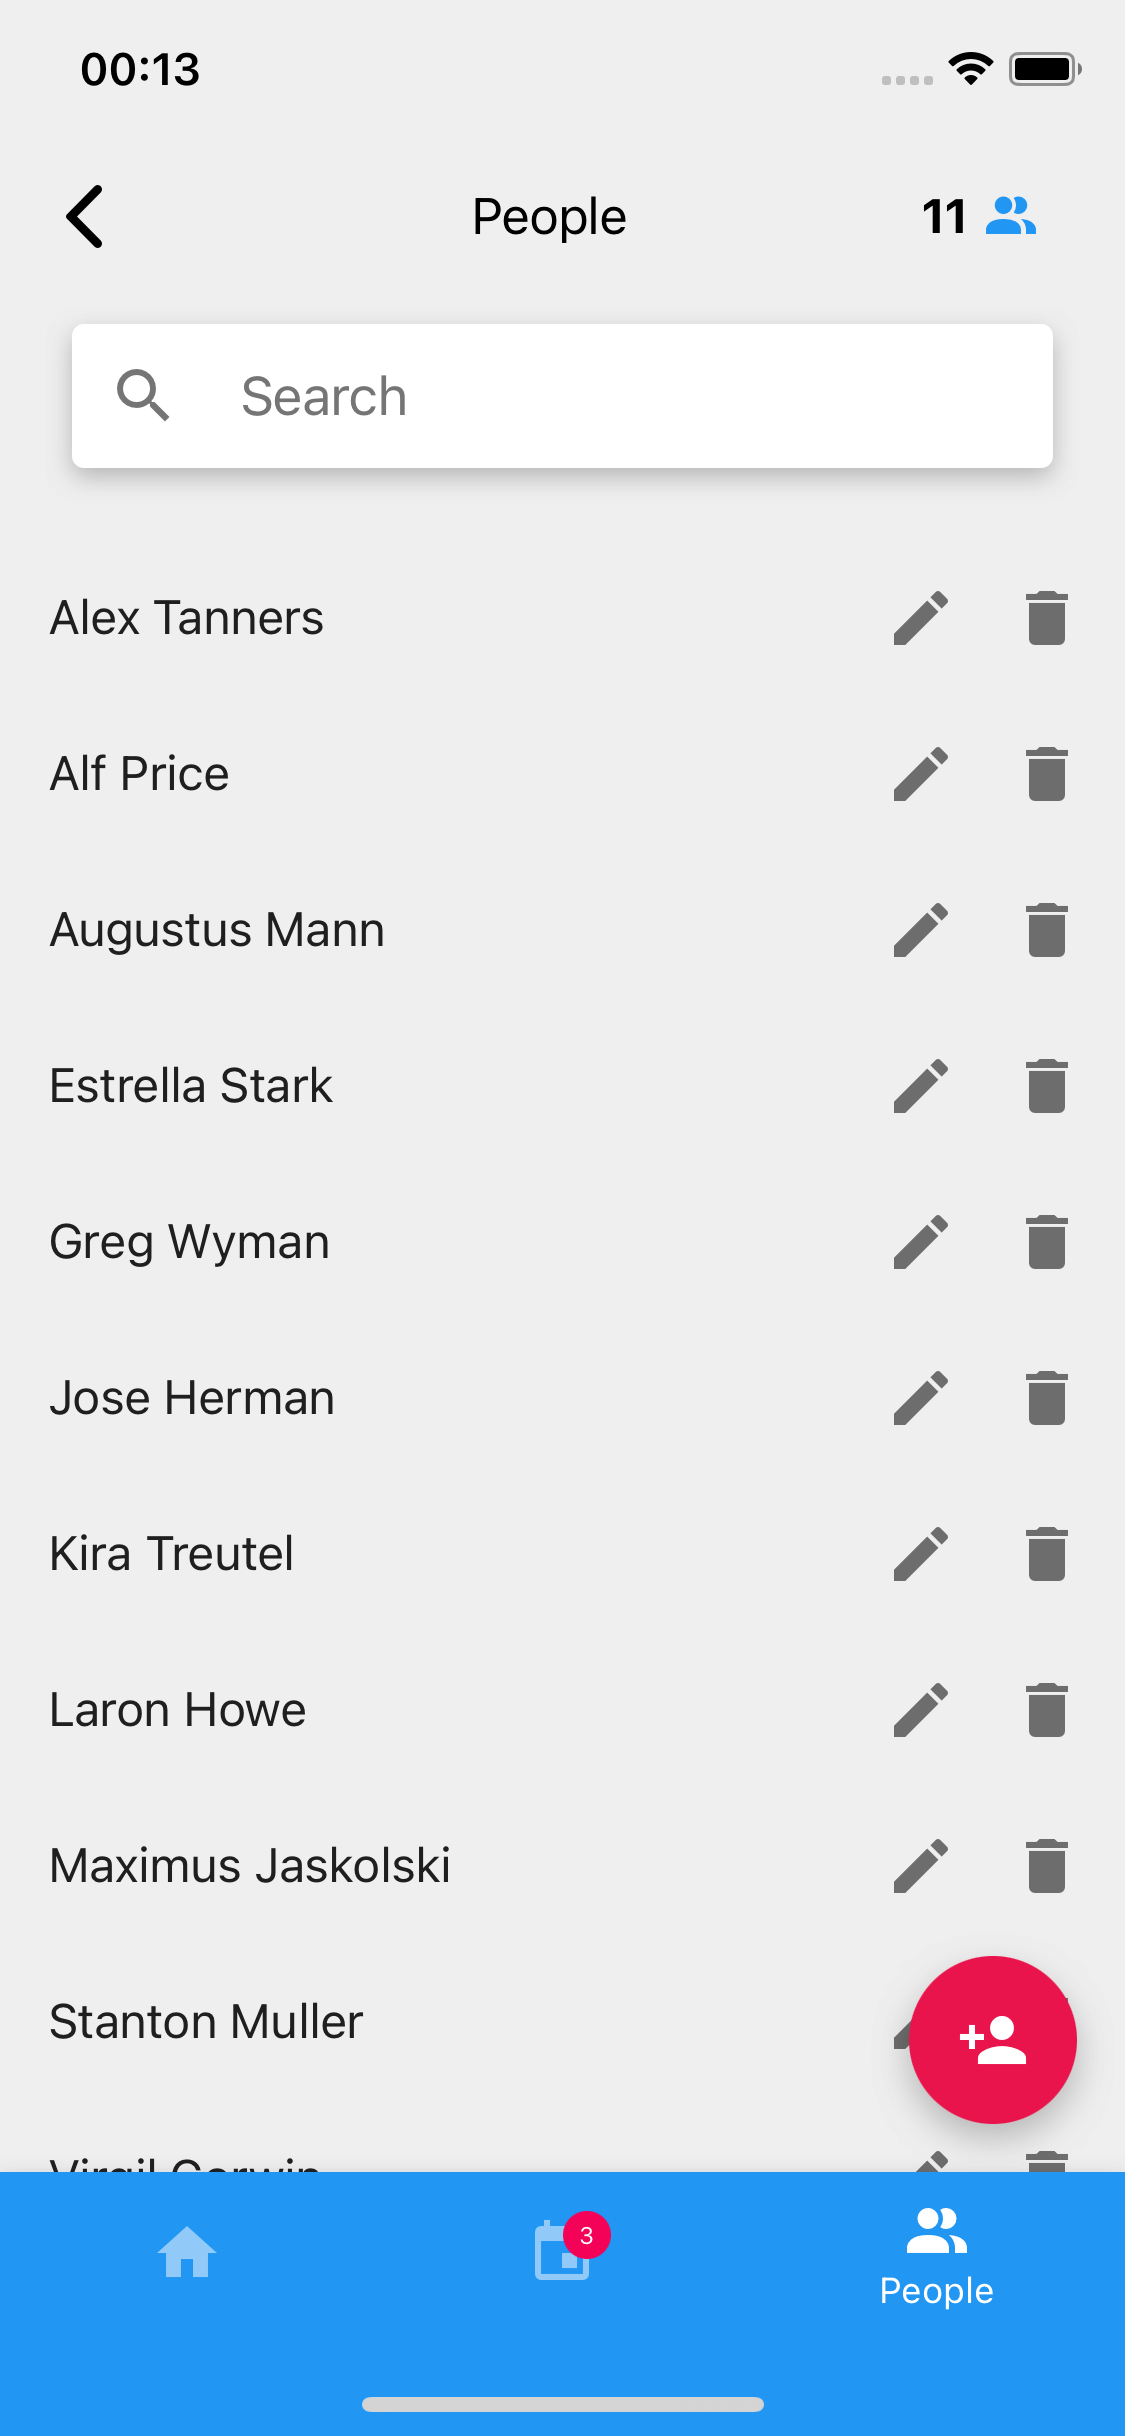 00:13
People
11
Search
Alex Tanners
Alf Price
Augustus Mann
Estrella Stark
Greg Wyman
Jose Herman
Kira Treutel
Laron Howe
Maximus Jaskolski
Stanton Muller
3
People